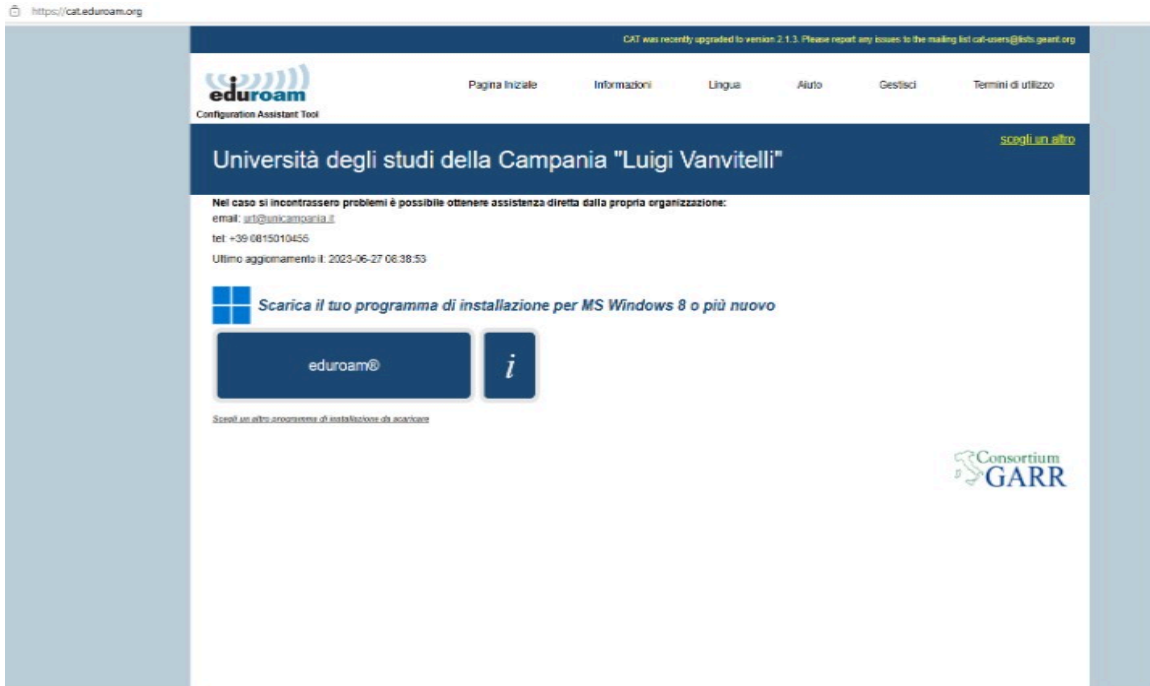 https://cat.eduroam.org
CAT was recently upgraded to version 2.1.3. Please report any issues to the mailing list cat-users@lists.geant.org
eduroam
Configuration Assistant Tool
Pagina Iniziale
Informazioni
Lingua
Aiuto
Gestisci
Termini di utilizzo
Università degli studi della Campania "Luigi Vanvitelli"
scegli un altro
Nel caso si incontrassero problemi è possibile ottenere assistenza diretta dalla propria organizzazione:
email: urt@unicampania.it
tel: +39 0815010455
Ultimo aggiornamento il: 2023-06-27 08:38:53
Scarica il tuo programma di installazione per MS Windows 8 o più nuovo
eduroam®
i
Scegli un altro programma di installazione da scaricare
Consortium
GARR